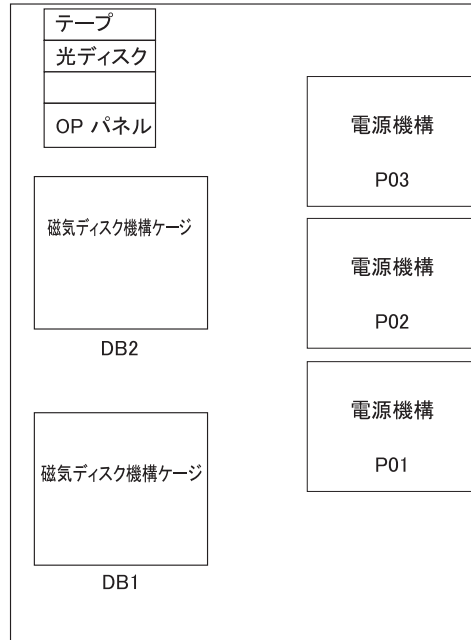 テープ
光ディスク
OP パネル
磁気ディスク機構ケージ
DB2
磁気ディスク機構ケージ
DB1
電源機構
P03
電源機構
P02
電源機構
P01